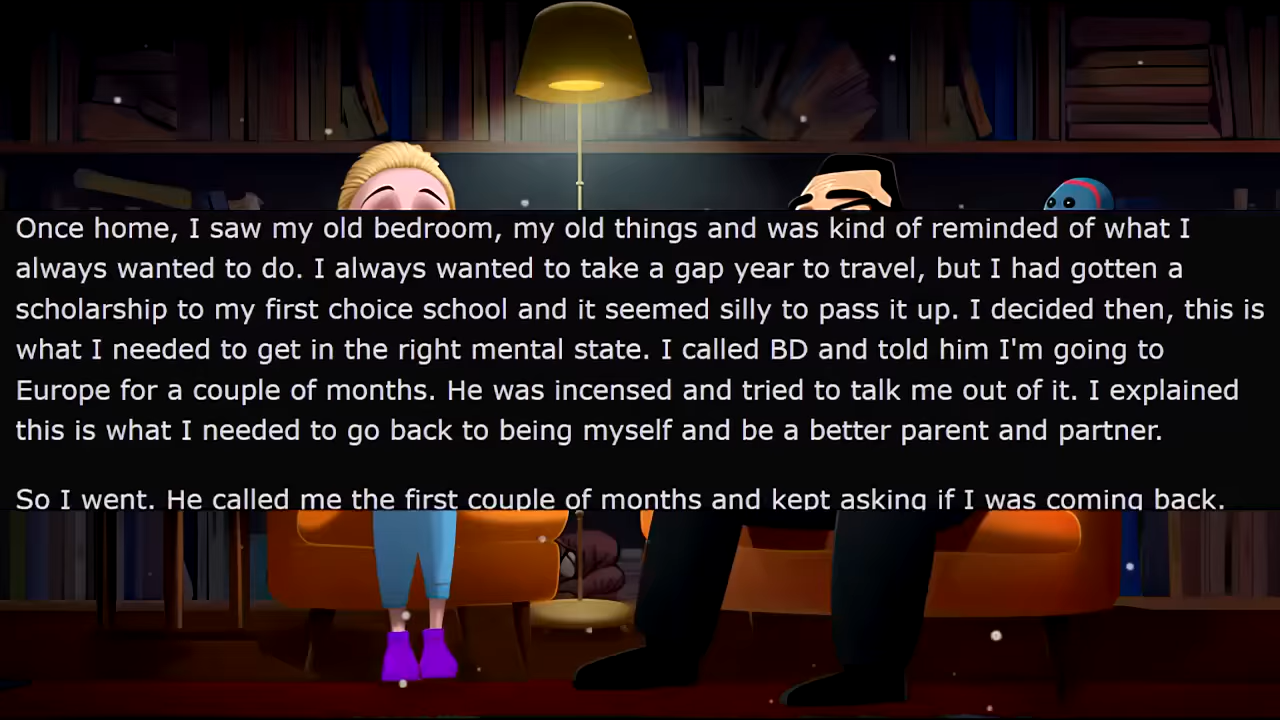 Once home, I saw my old bedroom, my old things and was kind of reminded of what I
always wanted to do. I always wanted to take a gap year to travel, but I had gotten a
scholarship to my first choice school and it seemed silly to pass it up. I decided then, this is
what I needed to get in the right mental state. I called BD and told him I'm going to
Europe for a couple of months. He was incensed and tried to talk me out of it. I explained
this is what I needed to go back to being myself and be a better parent and partner.
So I went. He called me the first couple of months and kept asking if I was coming back.